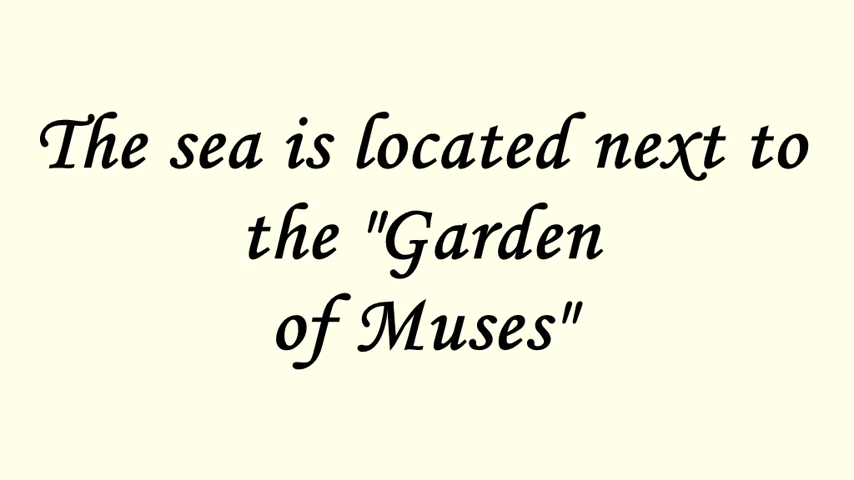 The sea is located next to
the "Garden
of Muses"